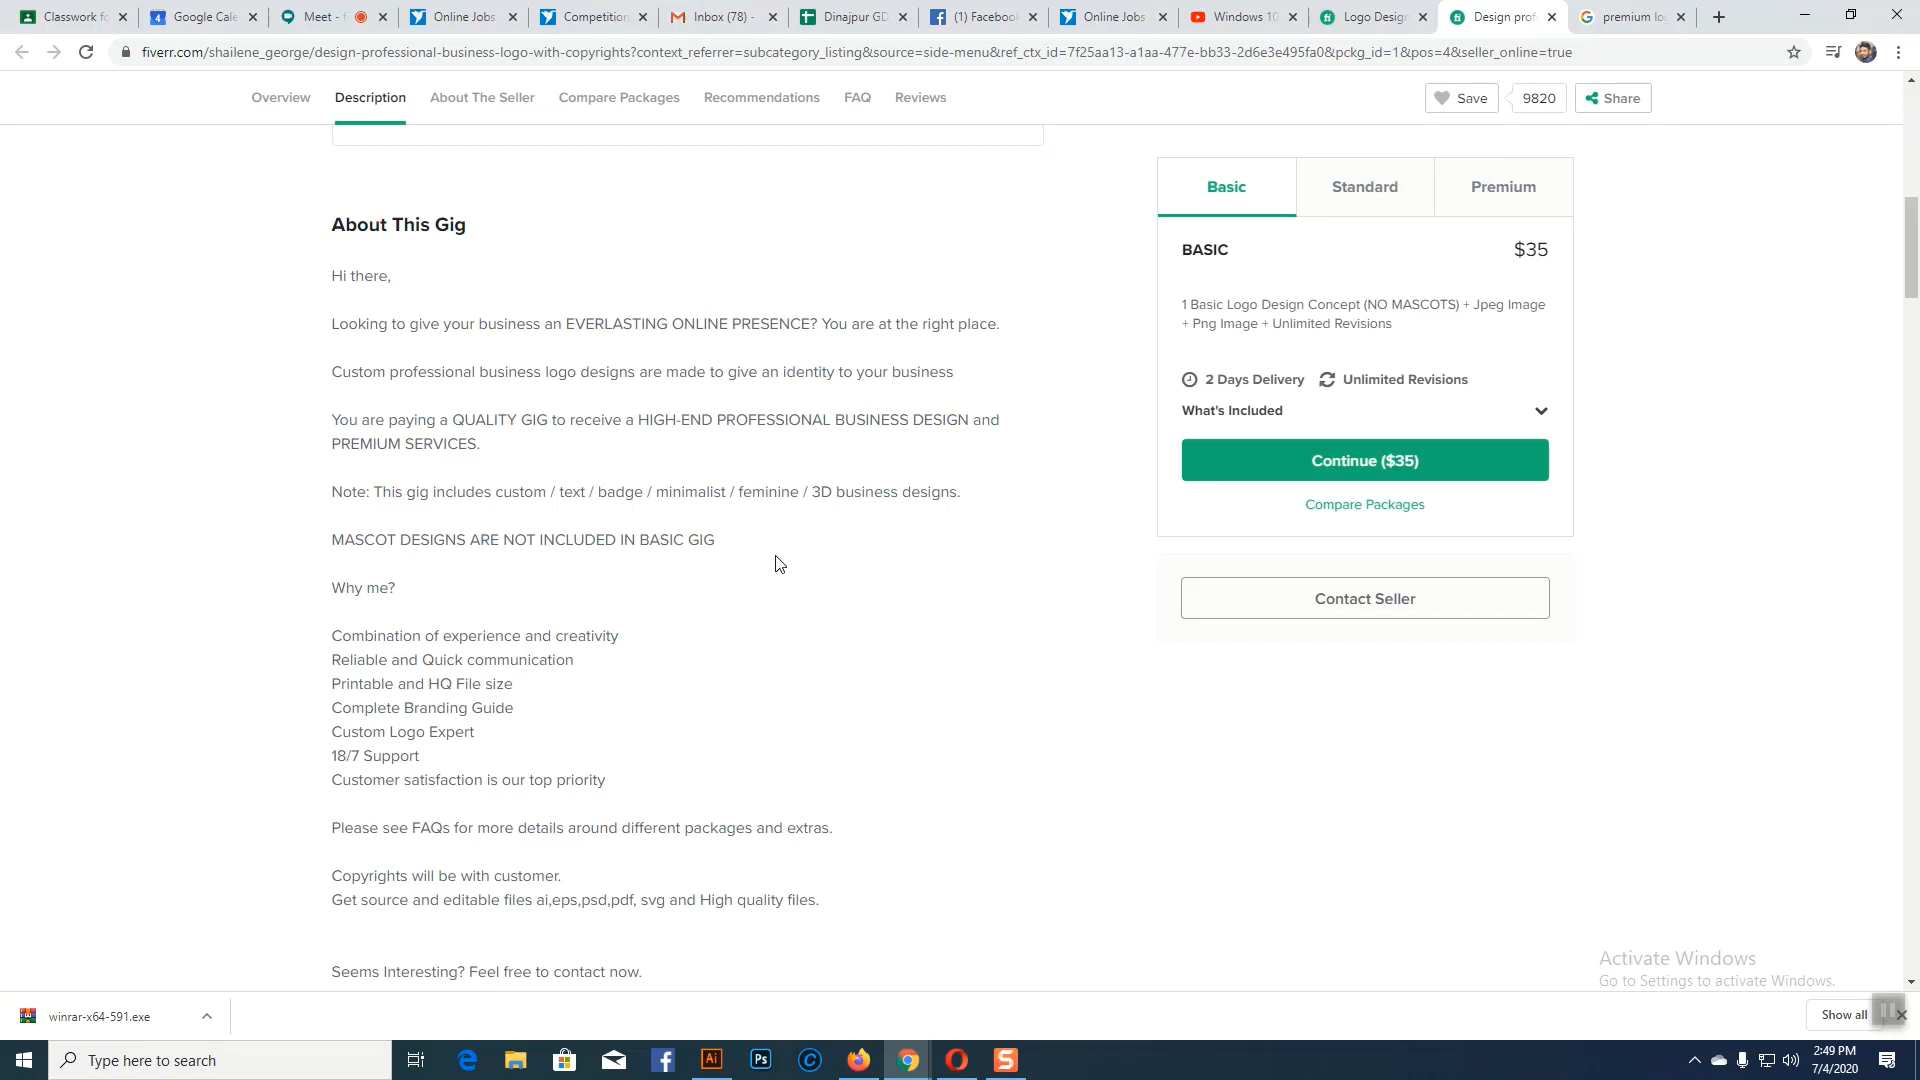 Classwork fo
Google Cale
Meet - f
Online Jobs
Competition
Inbox (78) -
Dinajpur GD
(1) Facebook
Online Jobs
Windows 10
Logo Design
Design prof
premium log
fiverr.com/shailene_george/design-professional-business-logo-with-copyrights?context_referrer=subcategory_listing&source=side-menu&ref_ctx_id=7f25aa13-a1aa-477e-bb33-2d6e3e495fa0&pckg_id=1&pos=4&seller_online=true
Overview Description About The Seller Compare Packages Recommendations FAQ Reviews
Save 9820 Share
About This Gig
Hi there,
Looking to give your business an EVERLASTING ONLINE PRESENCE? You are at the right place.
Custom professional business logo designs are made to give an identity to your business
You are paying a QUALITY GIG to receive a HIGH-END PROFESSIONAL BUSINESS DESIGN and
PREMIUM SERVICES.
Note: This gig includes custom / text / badge / minimalist / feminine / 3D business designs.
MASCOT DESIGNS ARE NOT INCLUDED IN BASIC GIG
Why me?
Combination of experience and creativity
Reliable and Quick communication
Printable and HQ File size
Complete Branding Guide
Custom Logo Expert
18/7 Support
Customer satisfaction is our top priority
Please see FAQs for more details around different packages and extras.
Copyrights will be with customer.
Get source and editable files ai,eps,psd,pdf, svg and High quality files.
Seems Interesting? Feel free to contact now.
Basic Standard Premium
BASIC $35
1 Basic Logo Design Concept (NO MASCOTS) + Jpeg Image
+ Png Image + Unlimited Revisions
2 Days Delivery Unlimited Revisions
What's Included
Continue ($35)
Compare Packages
Contact Seller
Activate Windows
Go to Settings to activate Windows.
winrar-x64-591.exe
Show all
Type here to search
Ai
Ps
2:49 PM
7/4/2020